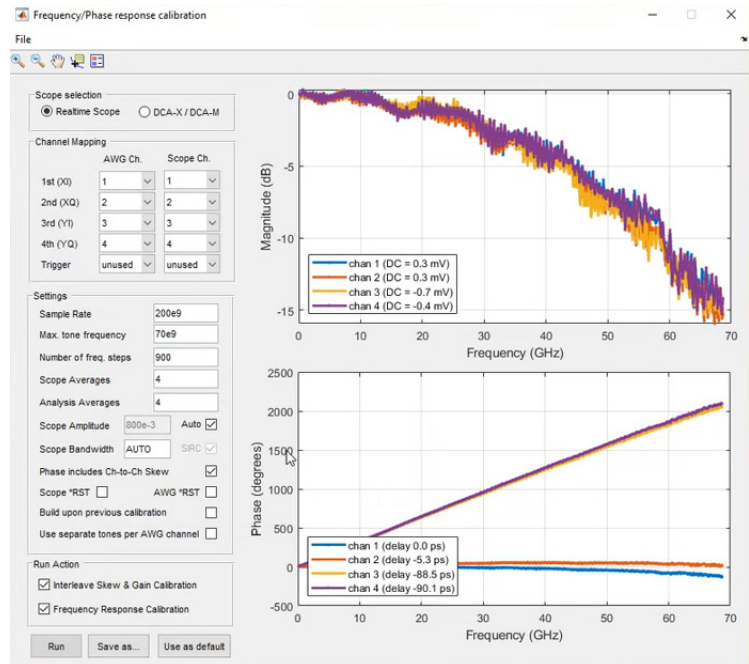 Frequency/Phase response calibration
File
Scope selection
Realtime Scope DCA-X / DCA-M
Channel Mapping
AWG Ch. Scope Ch.
1st (XI) 1 1
2nd (XQ) 2 2
3rd (YI) 3 3
4th (YQ) 4 4
Trigger unused unused
Settings
Sample Rate 200e9
Max. tone frequency 70e9
Number of freq. steps 900
Scope Averages 4
Analysis Averages 4
Scope Amplitude 800e-3 Auto
Scope Bandwidth AUTO SIRC
Phase includes Ch-to-Ch Skew
Scope *RST AWG *RST
Build upon previous calibration
Use separate tones per AWG channel
Run Action
Interleave Skew & Gain Calibration
Frequency Response Calibration
Run Save as... Use as default
Magnitude (dB)
0
-5
-10
-15
chan 1 (DC = 0.3 mV)
chan 2 (DC = 0.3 mV)
chan 3 (DC = -0.7 mV)
chan 4 (DC = -0.4 mV)
0 10 20 30 40 50 60 70
Frequency (GHz)
Phase (degrees)
2500
2000
1500
1000
500
0
-500
chan 1 (delay 0.0 ps)
chan 2 (delay -5.3 ps)
chan 3 (delay -88.5 ps)
chan 4 (delay -90.1 ps)
0 10 20 30 40 50 60 70
Frequency (GHz)